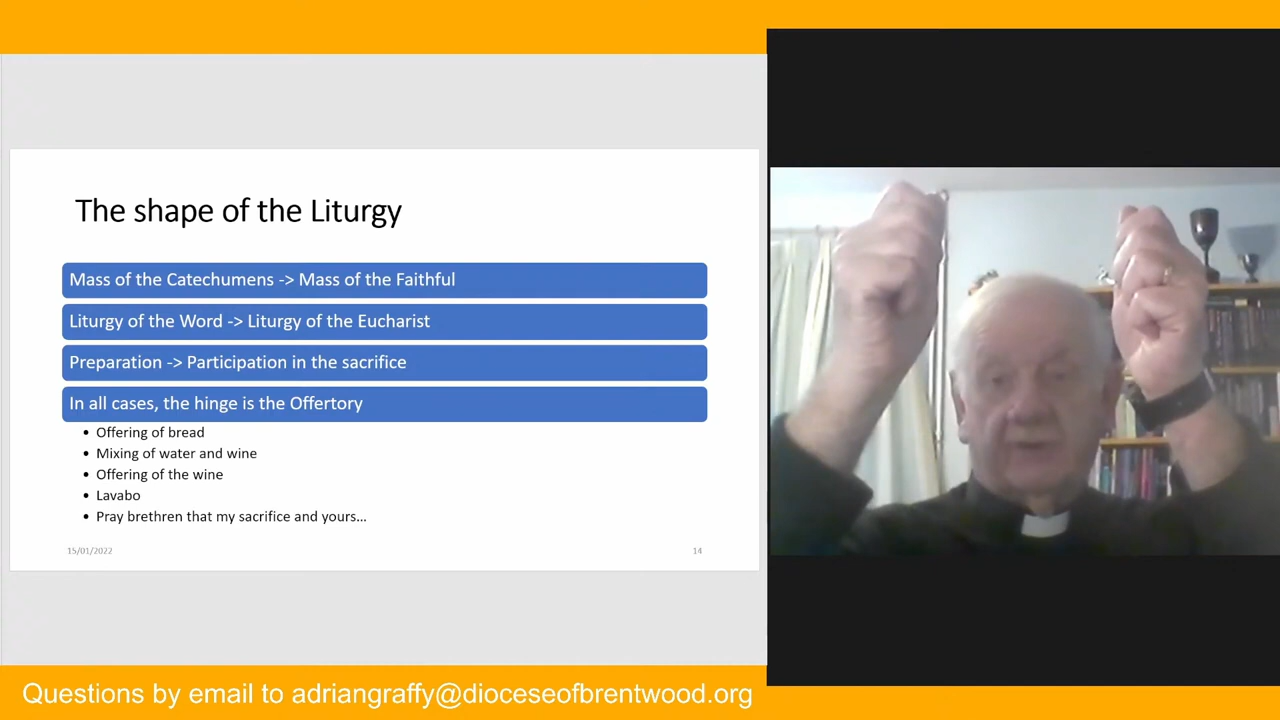 The shape of the Liturgy
Mass of the Catechumens -> Mass of the Faithful
Liturgy of the Word -> Liturgy of the Eucharist
Preparation -> Participation in the sacrifice
In all cases, the hinge is the Offertory
• Offering of bread
• Mixing of water and wine
• Offering of the wine
• Lavabo
• Pray brethren that my sacrifice and yours...
15/01/2022
14
Questions by email to adriangraffy@dioceseofbrentwood.org